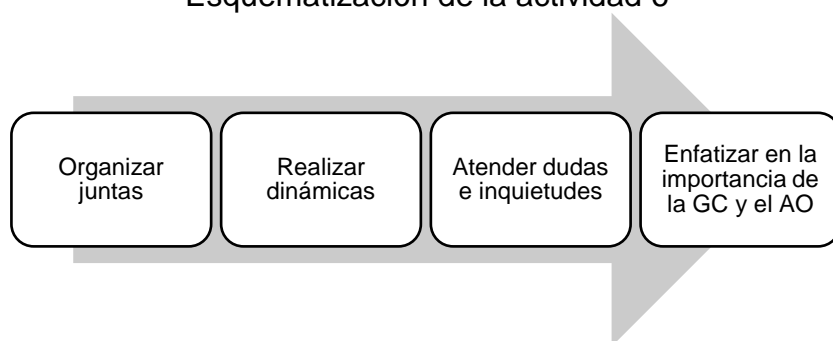 Esquematización de la actividad 6
Organizar
juntas
Realizar
dinámicas
Atender dudas
e inquietudes
Enfatizar en la
importancia de
la GC y el AO